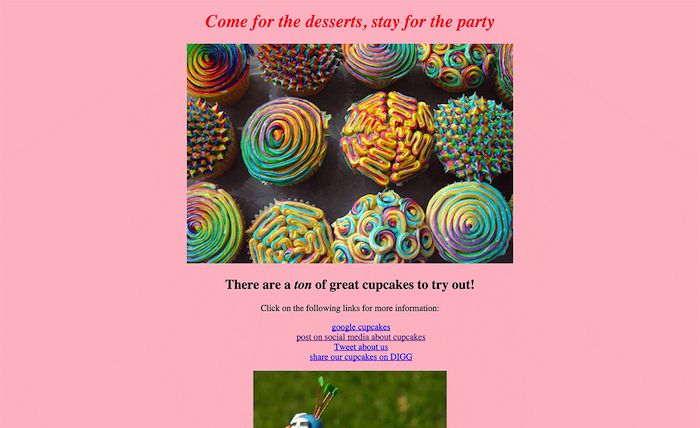 Come for the desserts, stay for the party
There are a ton of great cupcakes to try out!
Click on the following links for more information:
google cupcakes
post on social media about cupcakes
Tweet about us
share our cupcakes on DIGG